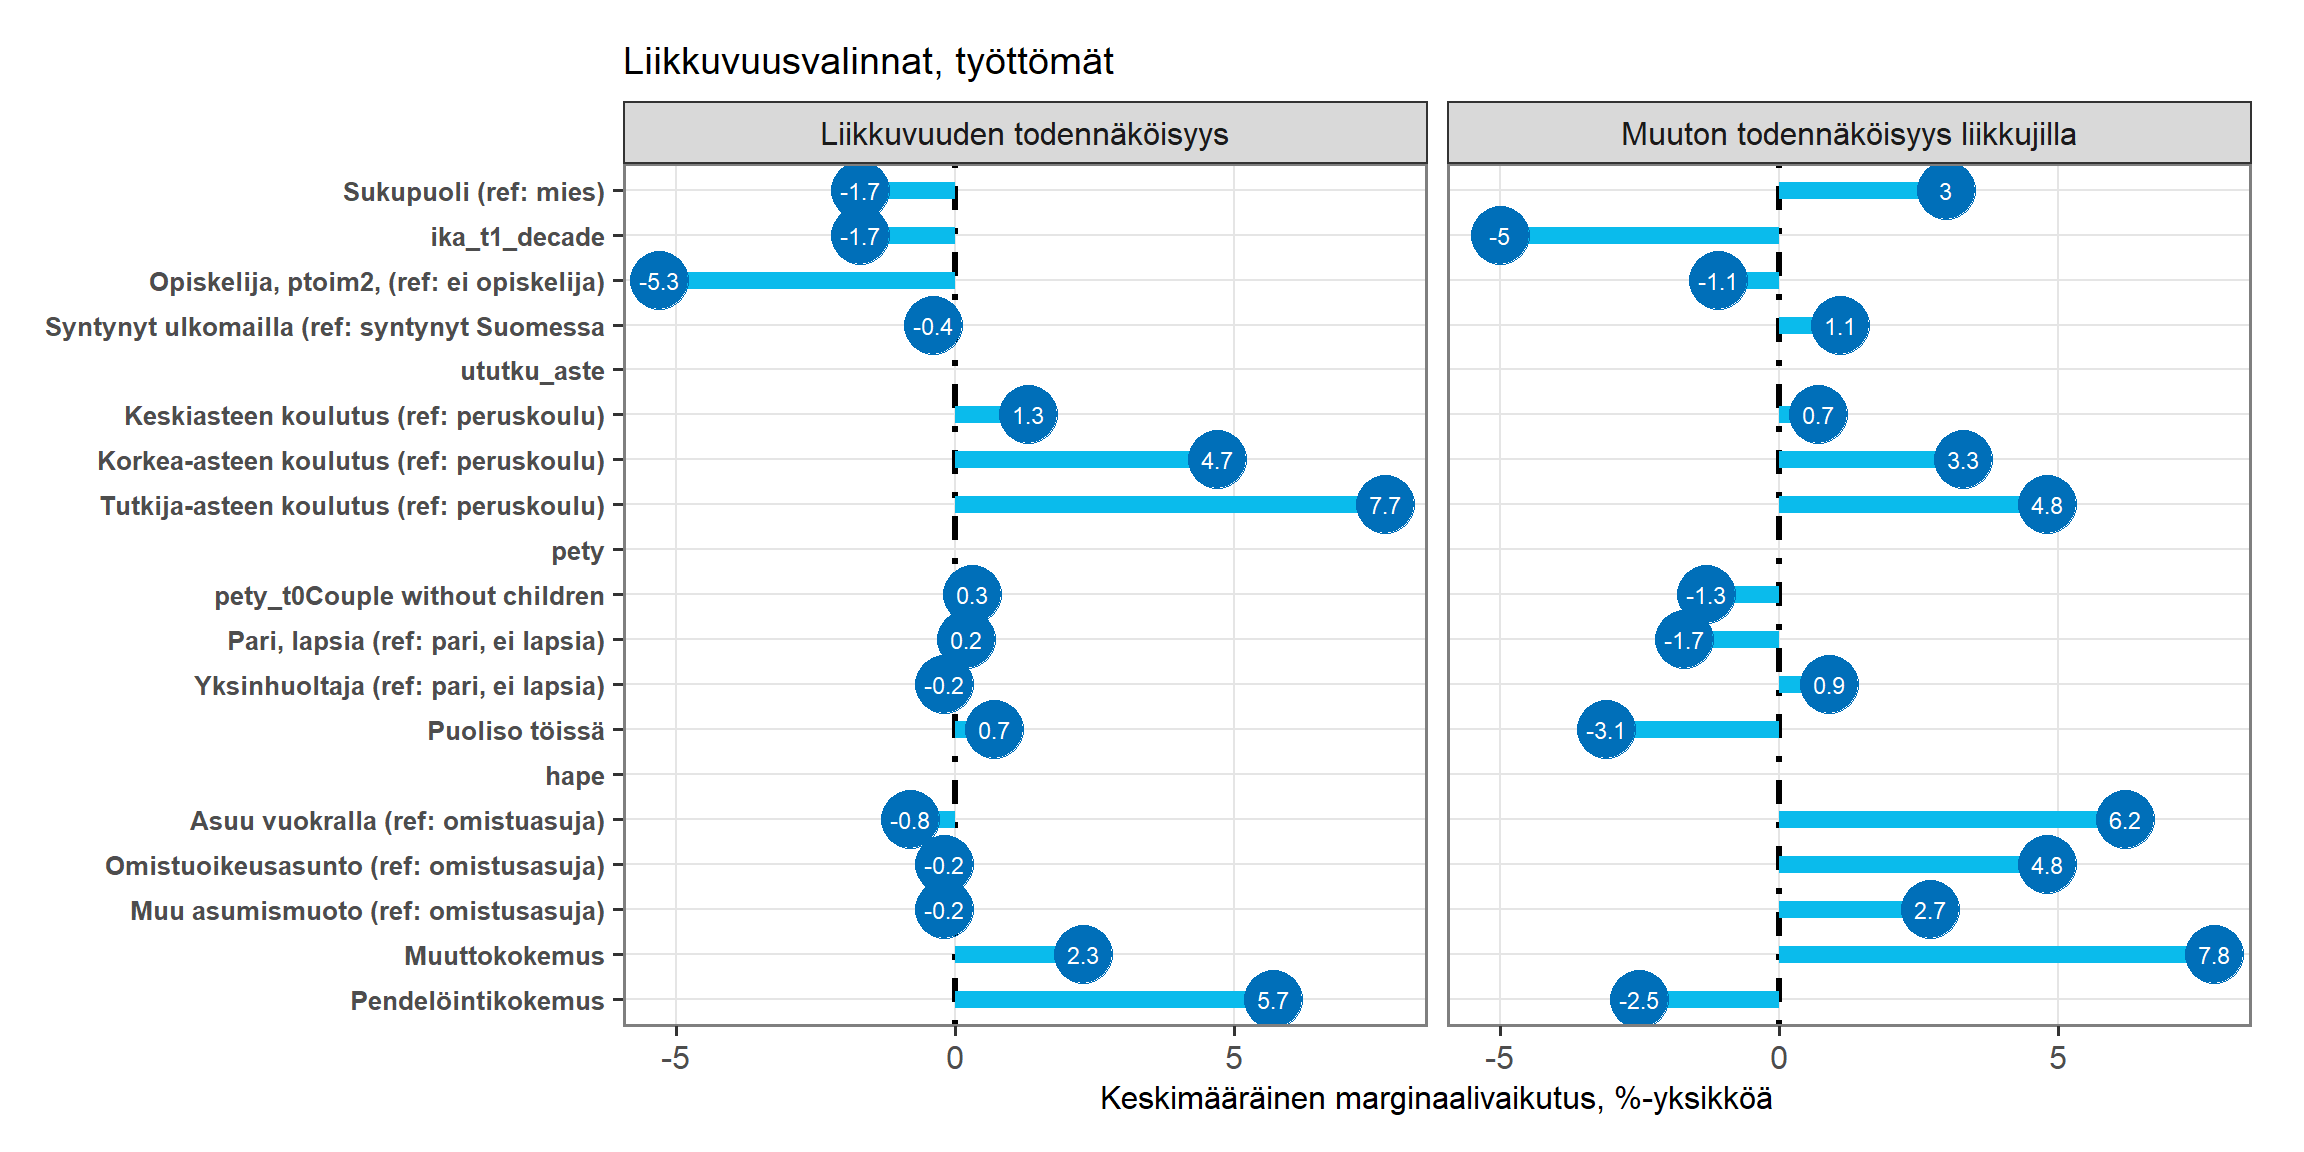 Liikkuvuusvalinnat, työttömät
Liikkuvuuden todennäköisyys
Muuton todennäköisyys liikkujilla
Sukupuoli (ref: mies) -1.7 3
ika_t1_decade -1.7 -5
Opiskelija, ptoim2, (ref: ei opiskelija) -5.3 -1.1
Syntynyt ulkomailla (ref: syntynyt Suomessa -0.4 1.1
ututku_aste
Keskiasteen koulutus (ref: peruskoulu) 1.3 0.7
Korkea-asteen koulutus (ref: peruskoulu) 4.7 3.3
Tutkija-asteen koulutus (ref: peruskoulu) 7.7 4.8
pety
pety_t0Couple without children 0.3 -1.3
Pari, lapsia (ref: pari, ei lapsia) 0.2 -1.7
Yksinhuoltaja (ref: pari, ei lapsia) -0.2 0.9
Puoliso töissä 0.7 -3.1
hape
Asuu vuokralla (ref: omistuasuja) -0.8 6.2
Omistuoikeusasunto (ref: omistusasuja) -0.2 4.8
Muu asumismuoto (ref: omistusasuja) -0.2 2.7
Muuttokokemus 2.3 7.8
Pendelöintikokemus 5.7 -2.5
-5 0 5 -5 0 5
Keskimääräinen marginaalivaikutus, %-yksikköä